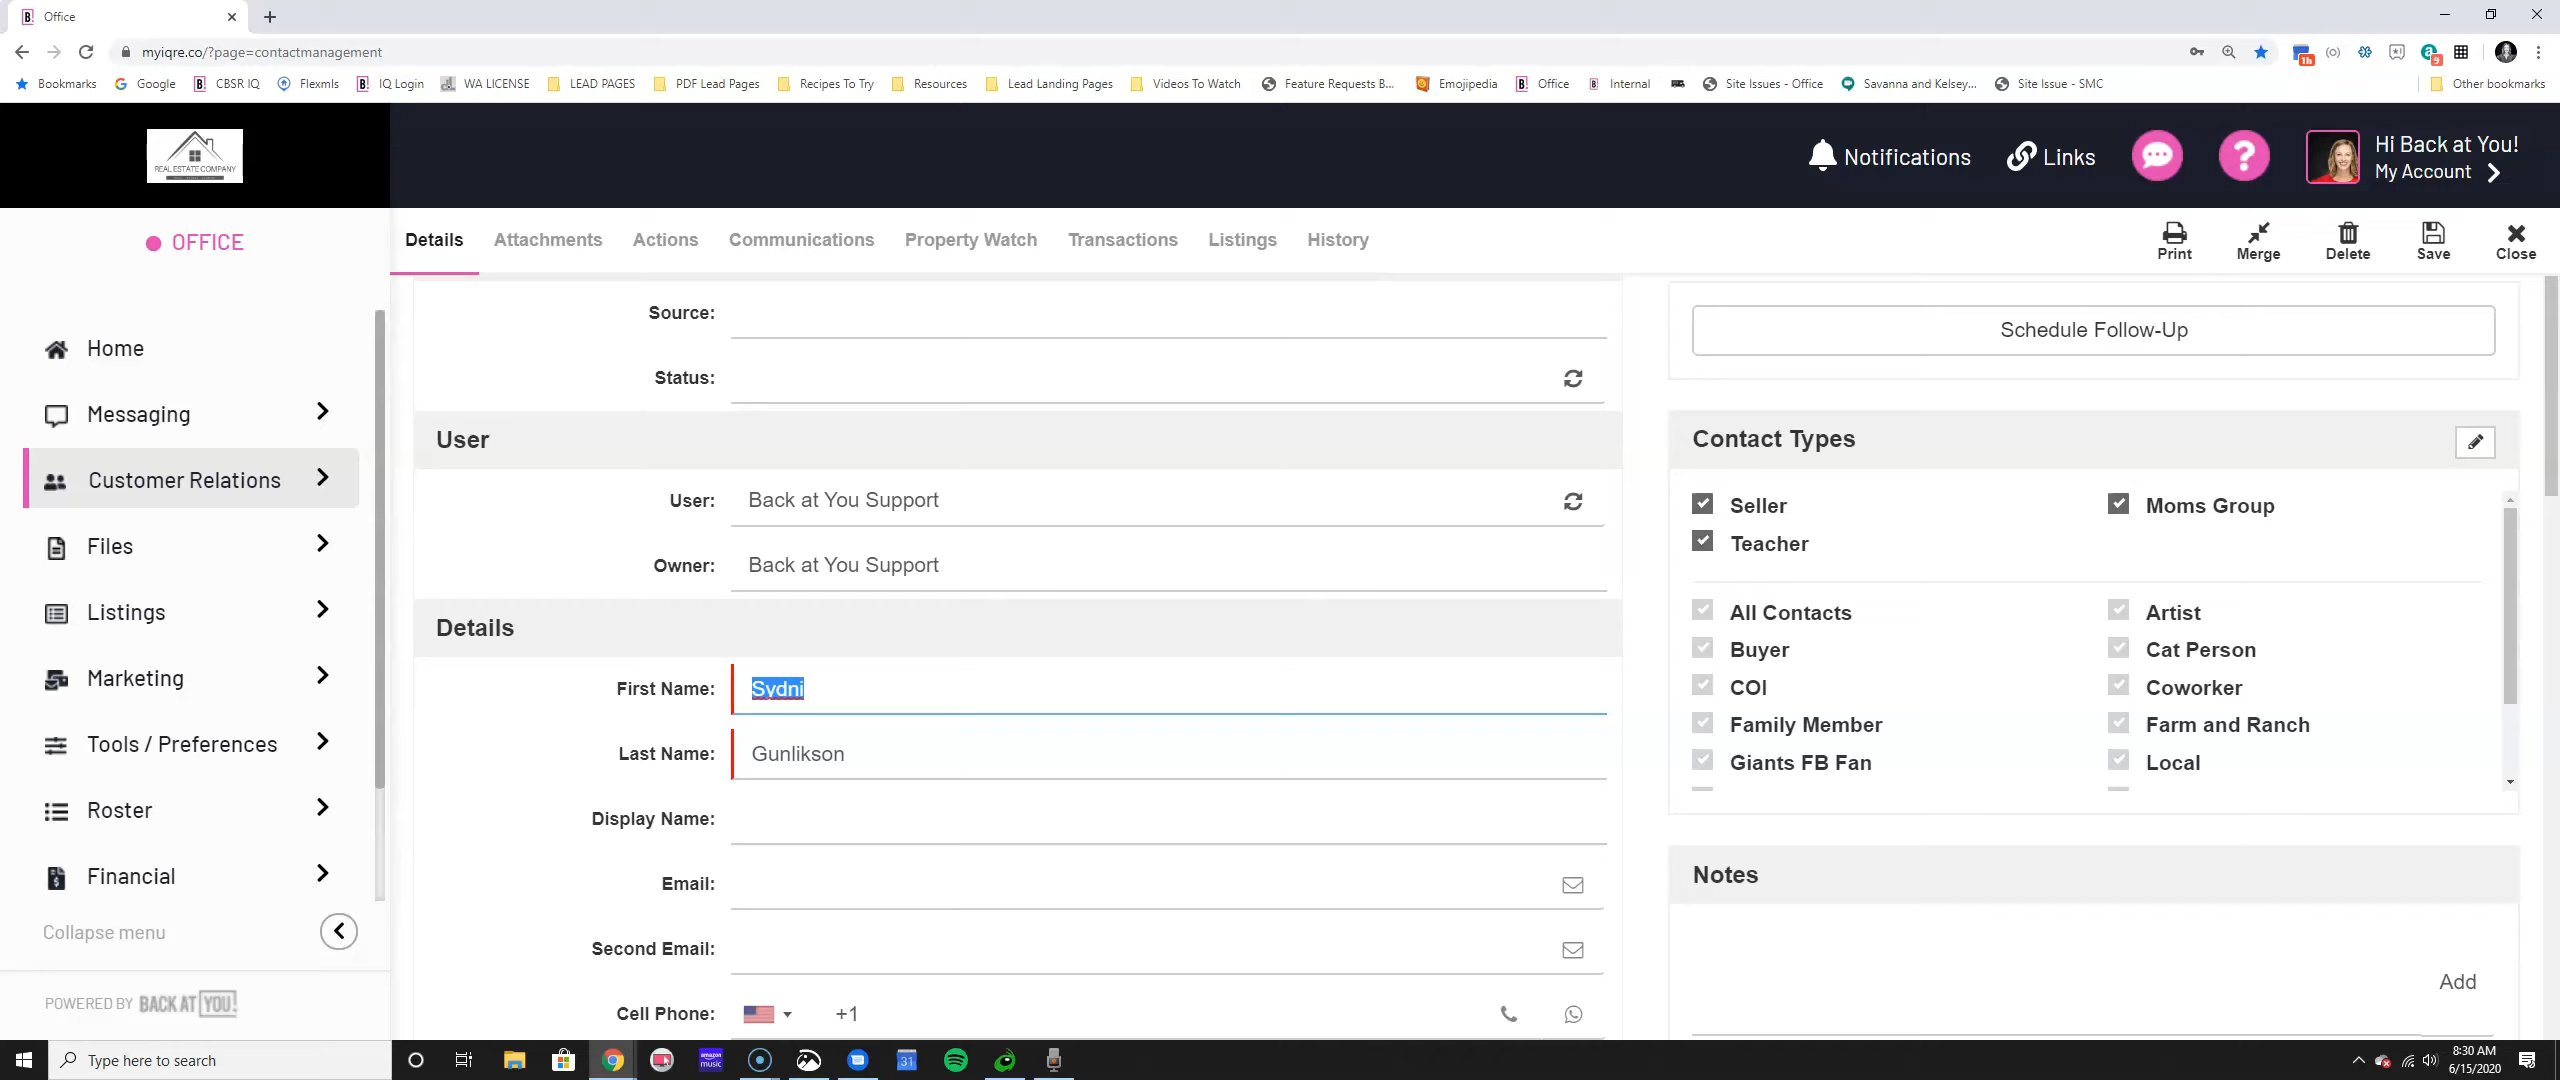 Office
myiqre.co/?page=contactmanagement
Bookmarks Google CBSR IQ Flexmls IQ Login WA LICENSE LEAD PAGES PDF Lead Pages Recipes To Try Resources Lead Landing Pages Videos To Watch Feature Requests B... Emojipedia Office Internal Site Issues - Office Savanna and Kelsey... Site Issue - SMC Other bookmarks
REAL ESTATE COMPANY
Notifications Links Hi Back at You!
My Account
OFFICE
Details Attachments Actions Communications Property Watch Transactions Listings History
Print Merge Delete Save Close
Home
Messaging
Customer Relations
Files
Listings
Marketing
Tools / Preferences
Roster
Financial
Collapse menu
POWERED BY BACK AT YOU!
Source:
Status:
User
User: Back at You Support
Owner: Back at You Support
Details
First Name: Sydni
Last Name: Gunlikson
Display Name:
Email:
Second Email:
Cell Phone: +1
Schedule Follow-Up
Contact Types
Seller Moms Group
Teacher
All Contacts Artist
Buyer Cat Person
COI Coworker
Family Member Farm and Ranch
Giants FB Fan Local
Notes
Add
Type here to search
amazon music
31
8:30 AM
6/15/2020